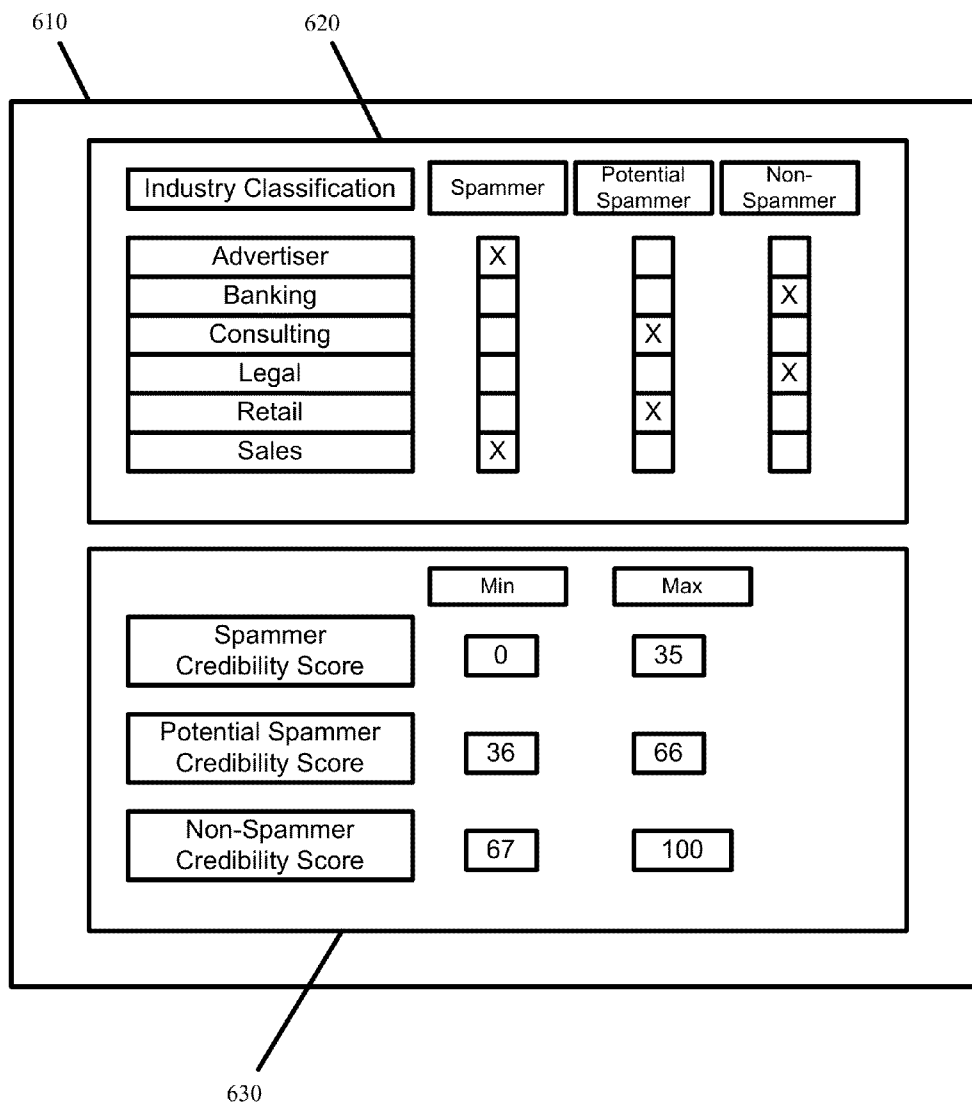 610
620
Industry Classification
Spammer
Potential
Spammer
Non-
Spammer
Advertiser X
Banking X
Consulting X
Legal X
Retail X
Sales X
Min Max
Spammer
Credibility Score
0 35
Potential Spammer
Credibility Score
36 66
Non-Spammer
Credibility Score
67 100
630